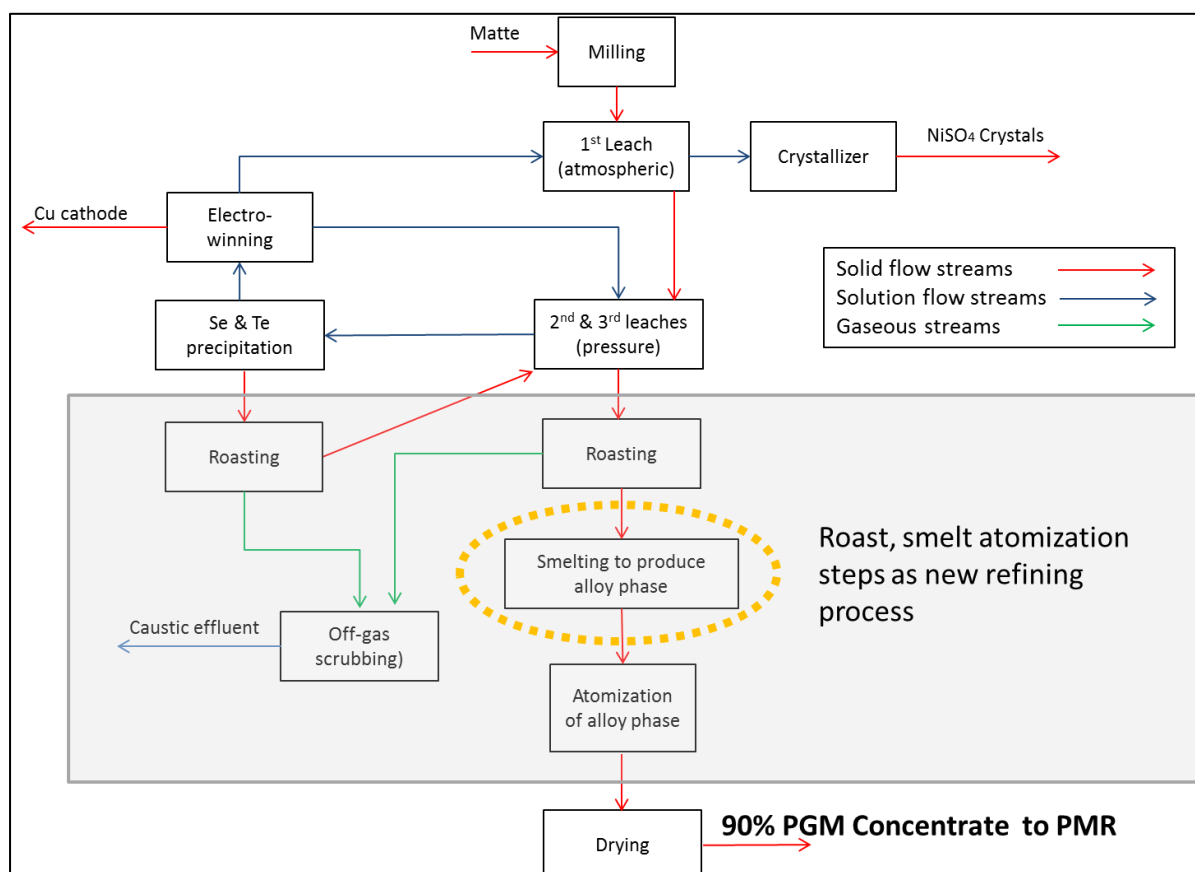 Matte
Milling
1st Leach
(atmospheric)
Crystallizer
NiSO4 Crystals
Cu cathode
Electro-
winning
Solid flow streams
Solution flow streams
Gaseous streams
Se & Te
precipitation
2nd & 3rd leaches
(pressure)
Roasting
Roasting
Smelting to produce
alloy phase
Roast, smelt atomization
steps as new refining
process
Caustic effluent
Off-gas
scrubbing)
Atomization
of alloy phase
Drying
90% PGM Concentrate to PMR